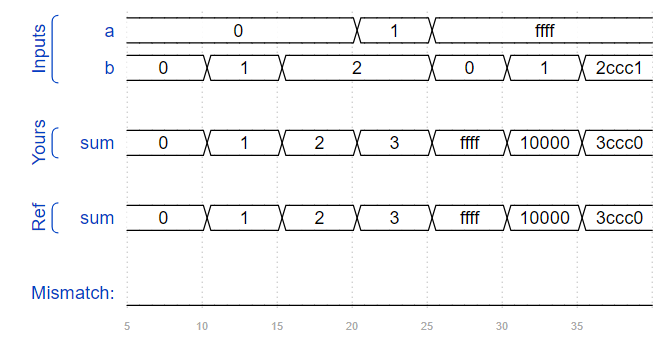 Inputs
a 0 1 ffff
b 0 1 2 0 1 2ccc1
Yours
sum 0 1 2 3 ffff 10000 3ccc0
Ref
sum 0 1 2 3 ffff 10000 3ccc0
Mismatch:
5 10 15 20 25 30 35